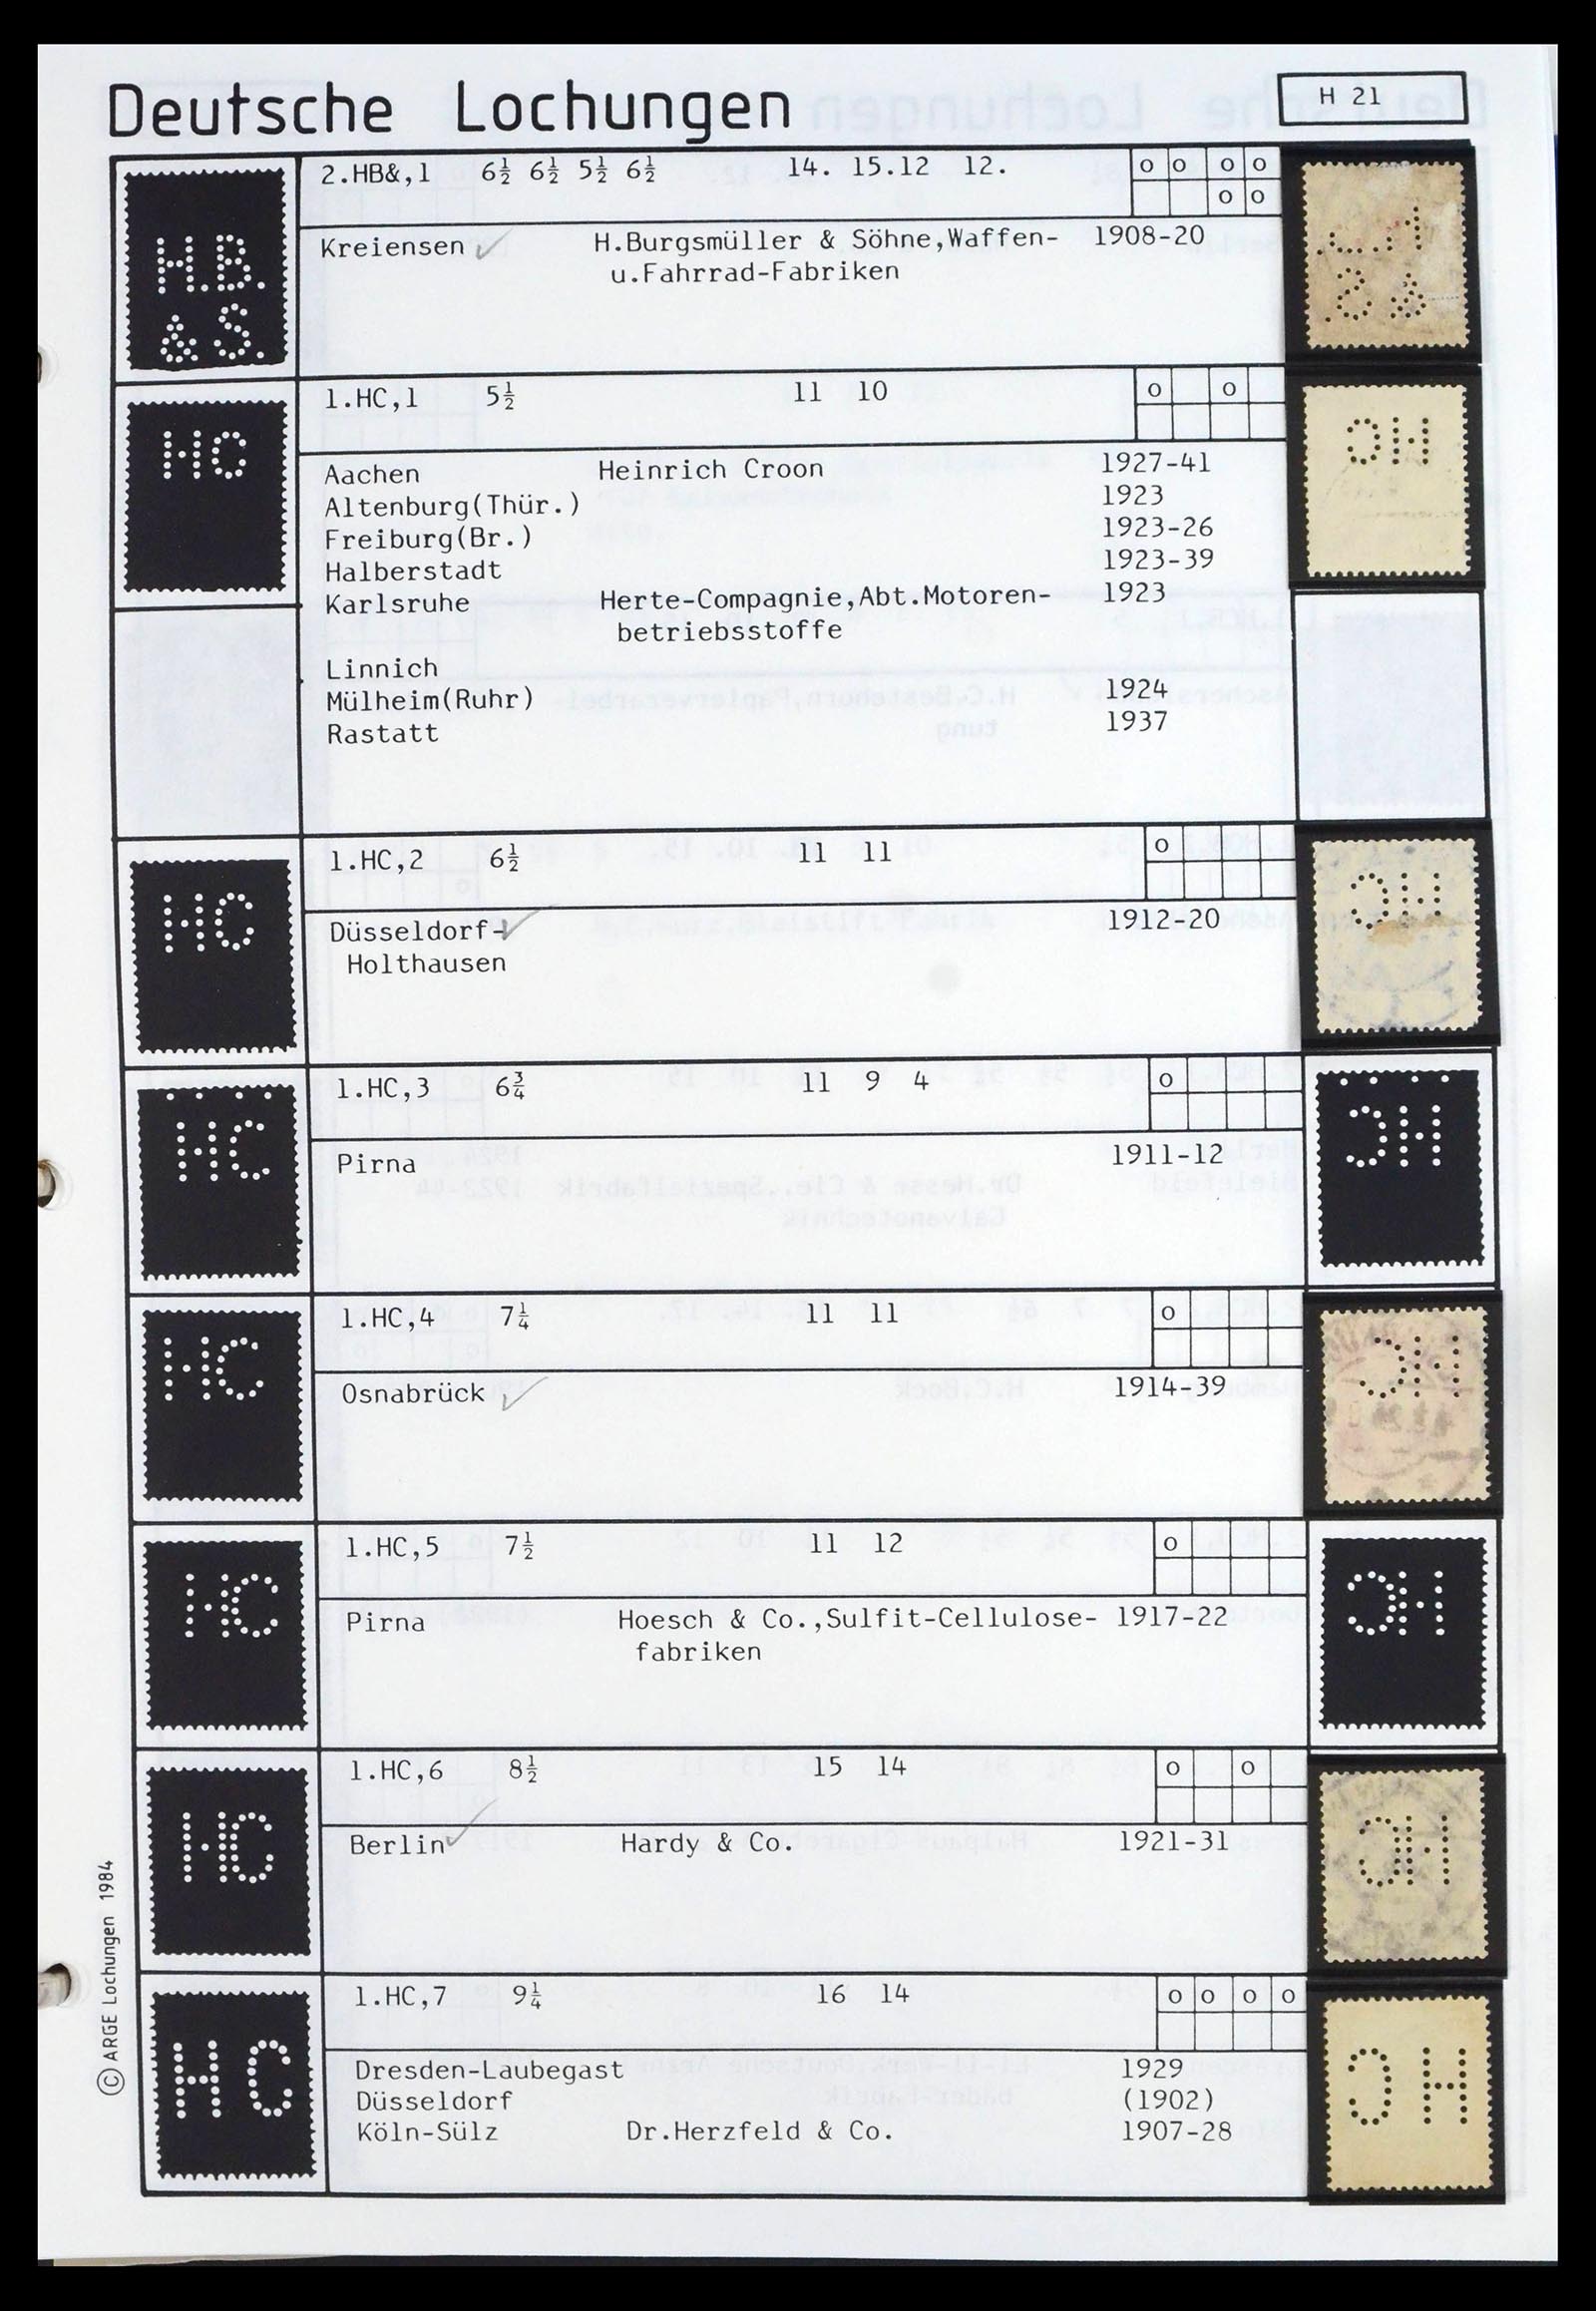 Deutsche Lochungen
H 21
H.B.
& S.
2.HB&,1 6½ 6½ 5½ 6½ 14. 15.12 12. o o o o
o o
Kreiensen H.Burgsmüller & Söhne,Waffen- 1908-20
u.Fahrrad-Fabriken
HC
1.HC,1 5½ 11 10 o o
Aachen Heinrich Croon 1927-41
Altenburg(Thür.) 1923
Freiburg(Br.) 1923-26
Halberstadt 1923-39
Karlsruhe Herte-Compagnie,Abt.Motoren- 1923
betriebsstoffe
Linnich
Mülheim(Ruhr) 1924
Rastatt 1937
HC
1.HC,2 6½ 11 11 o
Düsseldorf- 1912-20
Holthausen
HC
1.HC,3 6¾ 11 9 4 o
Pirna 1911-12
HC
1.HC,4 7¼ 11 11 o
Osnabrück 1914-39
HC
1.HC,5 7½ 11 12 o
Pirna Hoesch & Co.,Sulfit-Cellulose- 1917-22
fabriken
HC
1.HC,6 8½ 15 14 o o
Berlin Hardy & Co. 1921-31
HC
1.HC,7 9¼ 16 14 o o o o
Dresden-Laubegast 1929
Düsseldorf (1902)
Köln-Sülz Dr.Herzfeld & Co. 1907-28
© ARGE Lochungen 1984